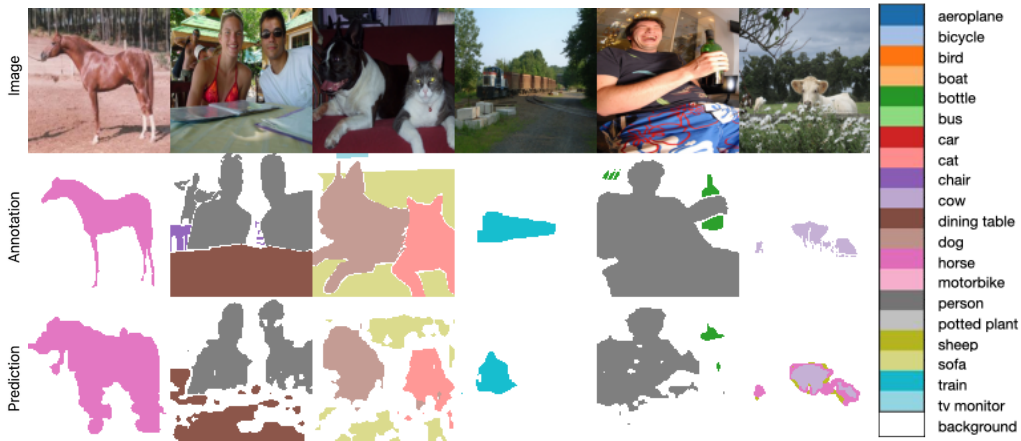 Image
Annotation
Prediction
aeroplane
bicycle
bird
boat
bottle
bus
car
cat
chair
cow
dining table
dog
horse
motorbike
person
potted plant
sheep
sofa
train
tv monitor
background